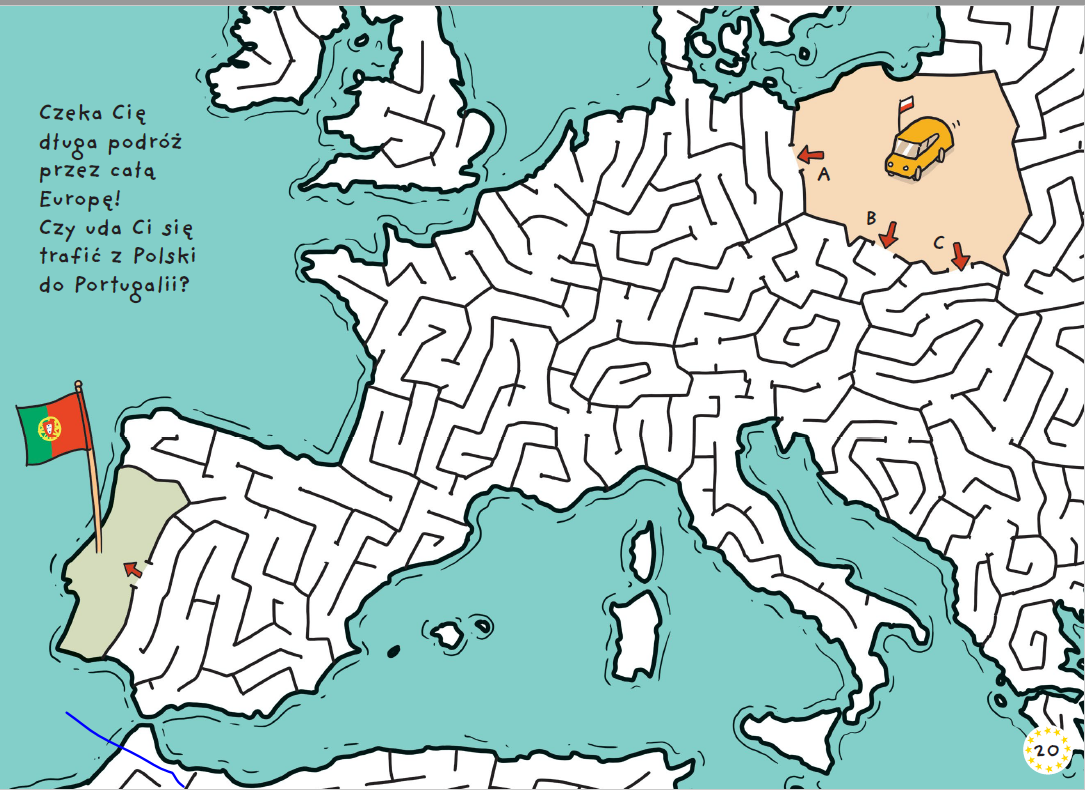 Czeka Cię
długa podróż
przez całą
Europę!
Czy uda Ci się
trafić z Polski
do Portugalii?
A
B
C
20